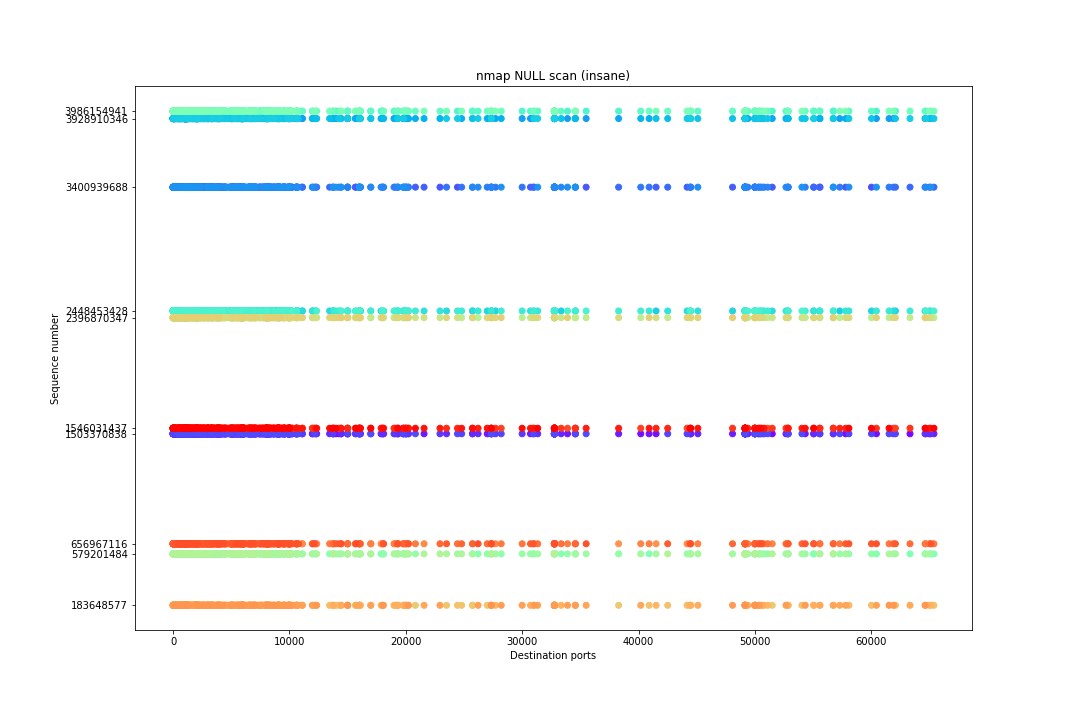 nmap NULL scan (insane)
3986154941
3928910346
3400939688
2448453428
2396870347
Sequence number
1546031437
1503370838
656967116
579201484
183648577
0 10000 20000 30000 40000 50000 60000
Destination ports